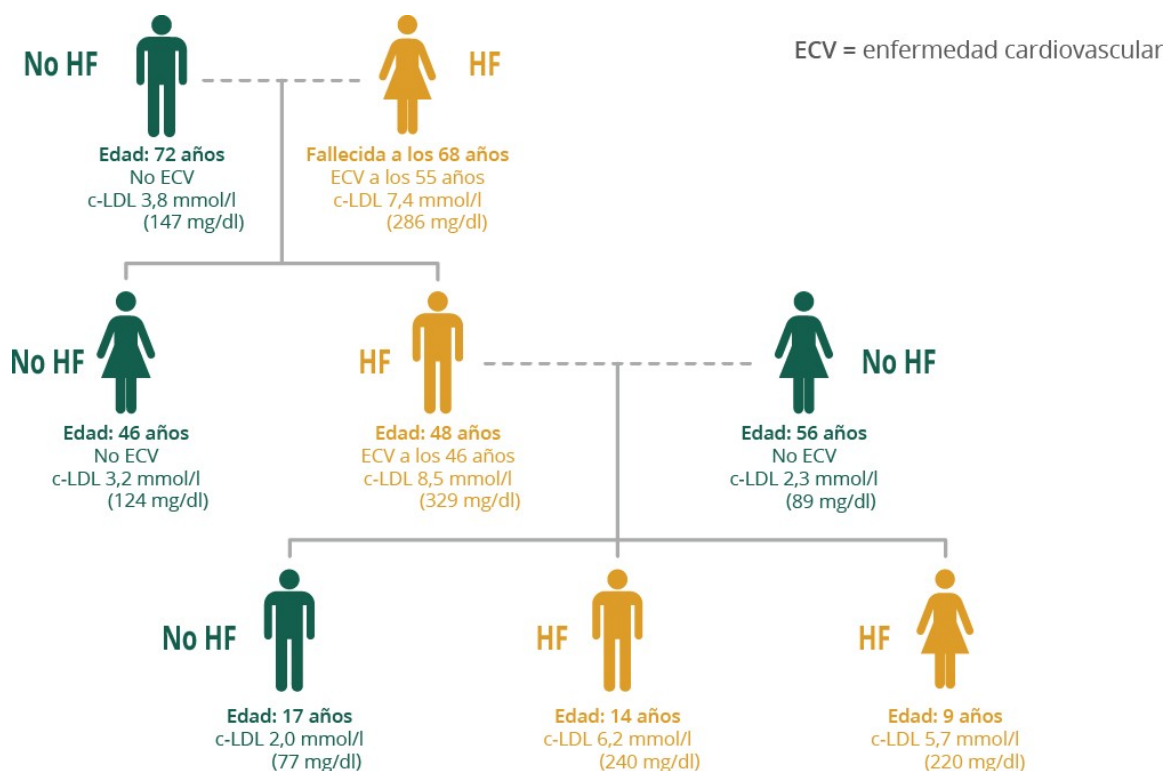 ECV = enfermedad cardiovascular
No HF
HF
Edad: 72 años
No ECV
c-LDL 3,8 mmol/l
(147 mg/dl)
Fallecida a los 68 años
ECV a los 55 años
c-LDL 7,4 mmol/l
(286 mg/dl)
No HF
HF
No HF
Edad: 46 años
No ECV
c-LDL 3,2 mmol/l
(124 mg/dl)
Edad: 48 años
ECV a los 46 años
c-LDL 8,5 mmol/l
(329 mg/dl)
Edad: 56 años
No ECV
c-LDL 2,3 mmol/l
(89 mg/dl)
No HF
HF
HF
Edad: 17 años
c-LDL 2,0 mmol/l
(77 mg/dl)
Edad: 14 años
c-LDL 6,2 mmol/l
(240 mg/dl)
Edad: 9 años
c-LDL 5,7 mmol/l
(220 mg/dl)